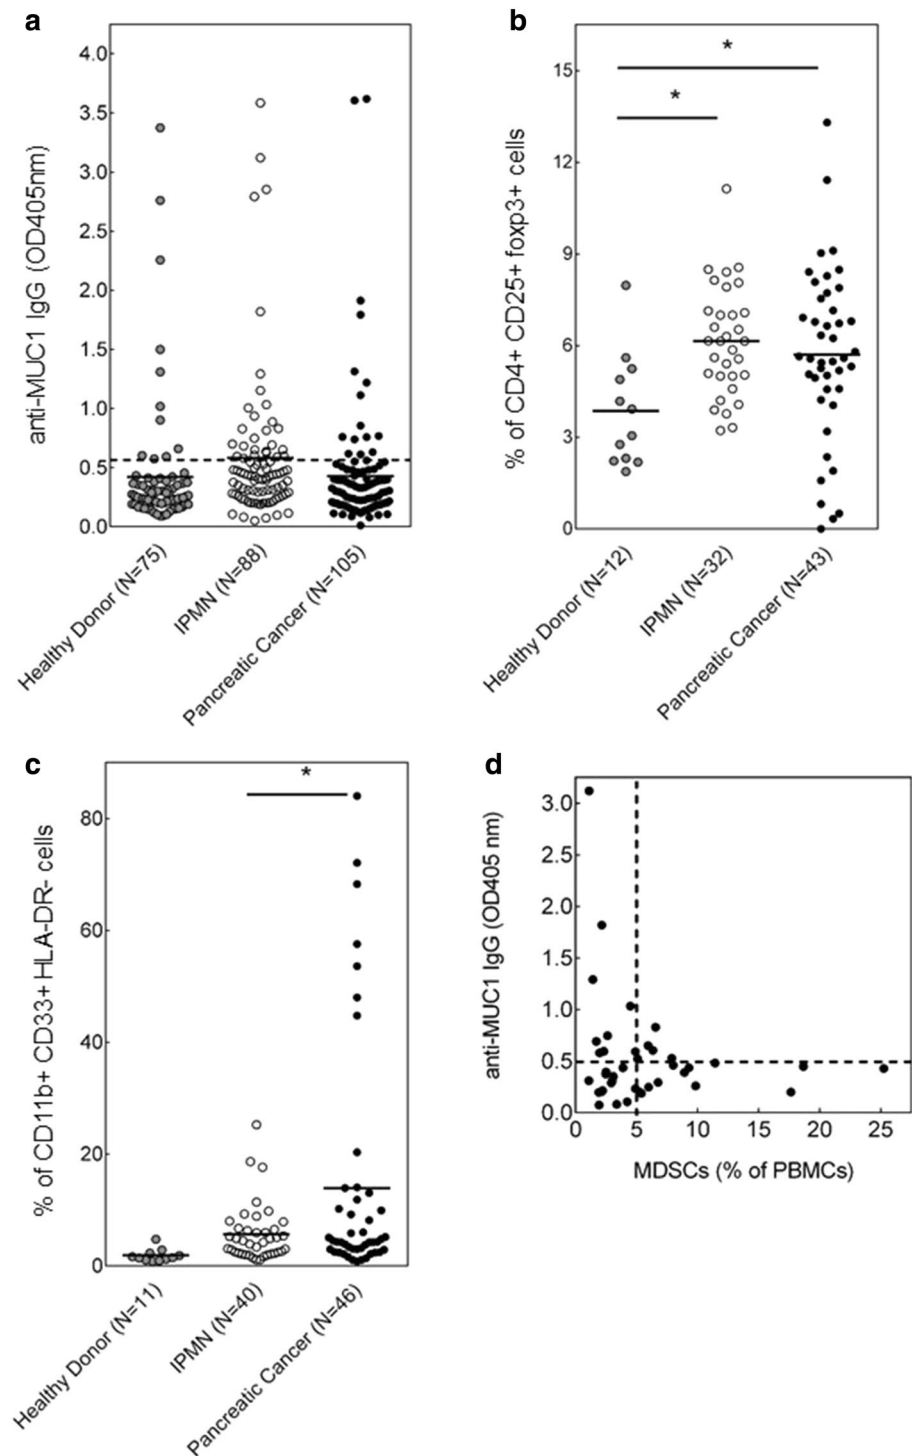 a
anti-MUC1 IgG (OD405nm)
4.0
3.5
3.0
2.5
2.0
1.5
1.0
0.5
0.0
Healthy Donor (N=75)
IPMN (N=88)
Pancreatic Cancer (N=105)
b
% of CD4+ CD25+ foxp3+ cells
15
12
9
6
3
0
*
*
Healthy Donor (N=12)
IPMN (N=32)
Pancreatic Cancer (N=43)
c
% of CD11b+ CD33+ HLA-DR- cells
80
60
40
20
0
*
Healthy Donor (N=11)
IPMN (N=40)
Pancreatic Cancer (N=46)
d
anti-MUC1 IgG (OD405 nm)
3.0
2.5
2.0
1.5
1.0
0.5
0.0
0 5 10 15 20 25
MDSCs (% of PBMCs)